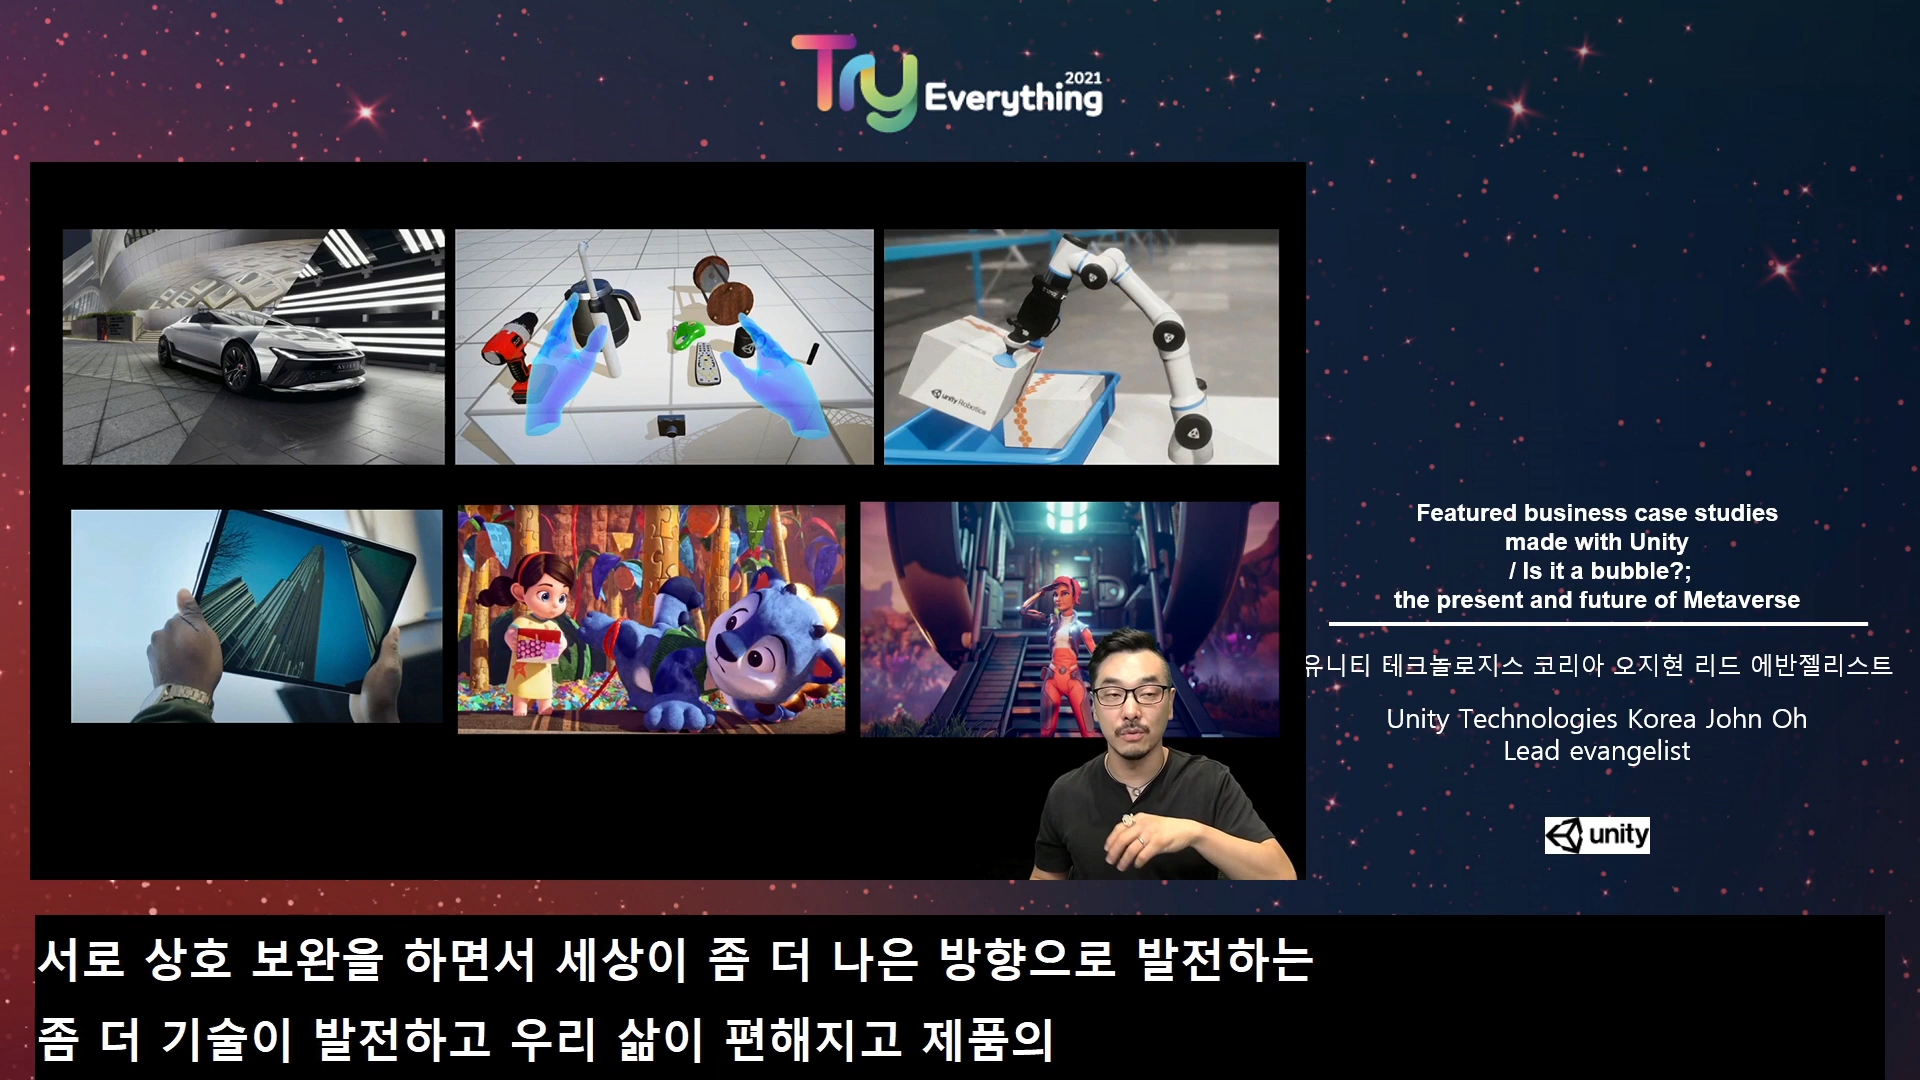 Try
2021
Everything
unity Robotics
Featured business case studies
made with Unity
/ Is it a bubble?;
the present and future of Metaverse
유니티 테크놀로지스 코리아 오지현 리드 에반젤리스트
Unity Technologies Korea John Oh
Lead evangelist
unity
서로 상호 보완을 하면서 세상이 좀 더 나은 방향으로 발전하는
좀 더 기술이 발전하고 우리 삶이 편해지고 제품의